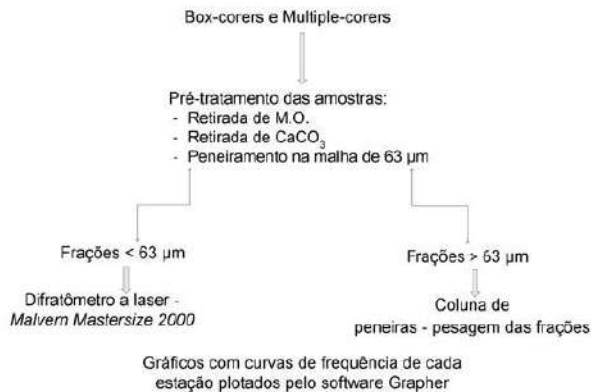 Box-corers e Multiple-corers
Pré-tratamento das amostras:
- Retirada de M.O.
- Retirada de CaCO₃
- Peneiramento na malha de 63 µm
Frações < 63 µm
Frações > 63 µm
Difratômetro a laser -
Malvern Mastersize 2000
Coluna de
peneiras - pesagem das frações
Gráficos com curvas de frequência de cada
estação plotados pelo software Grapher